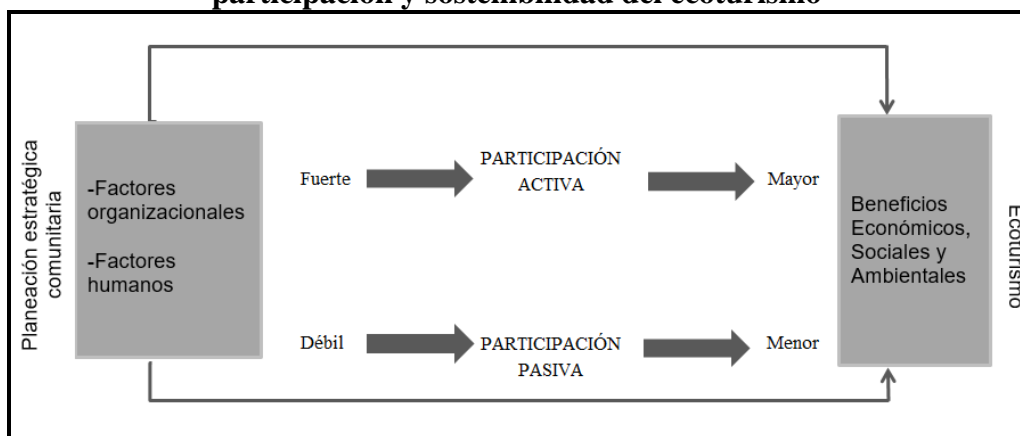 participación y sostenibilidad del ecoturismo
Planeación estratégica
comunitaria
-Factores
organizacionales
-Factores
humanos
Fuerte
PARTICIPACIÓN
ACTIVA
Mayor
Débil
PARTICIPACIÓN
PASIVA
Menor
Beneficios
Económicos,
Sociales y
Ambientales
Ecoturismo